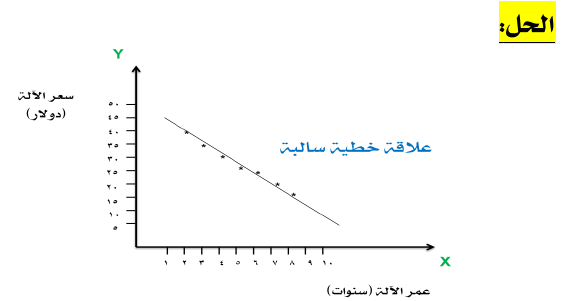 الحل:
Y
سعر الآلة
(دولار)
٥٠
٤٥
٤٠
٣٥
٣٠
٢٥
٢٠
١٥
١٠
٥
علاقة خطية سالبة
X
١ ٢ ٣ ٤ ٥ ٦ ٧ ٨ ٩ ١٠
عمر الآلة (سنوات)